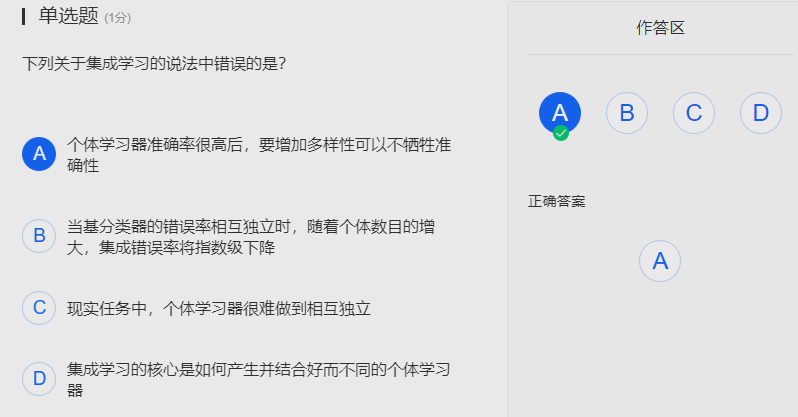 单选题 (1分)
下列关于集成学习的说法中错误的是?
A 个体学习器准确率很高后，要增加多样性可以不牺牲准
确性
B 当基分类器的错误率相互独立时，随着个体数目的增
大，集成错误率将指数级下降
C 现实任务中，个体学习器很难做到相互独立
D 集成学习的核心是如何产生并结合好而不同的个体学习
器
作答区
A B C D
正确答案
A